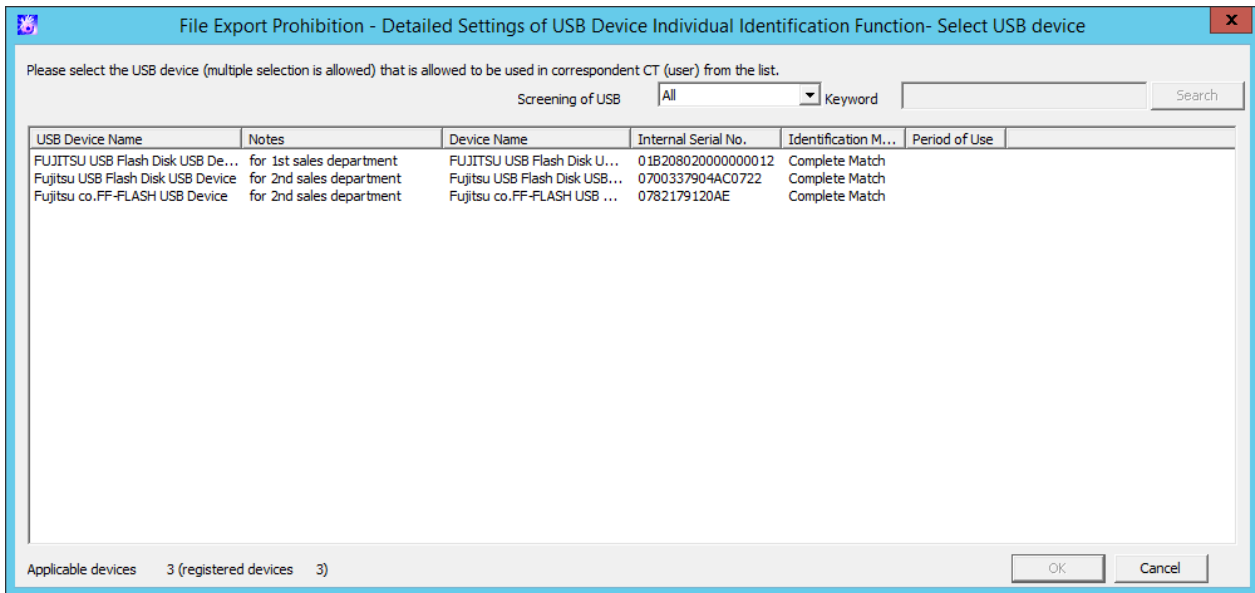 File Export Prohibition - Detailed Settings of USB Device Individual Identification Function- Select USB device
x
Please select the USB device (multiple selection is allowed) that is allowed to be used in correspondent CT (user) from the list.
Screening of USB All Keyword Search
USB Device Name Notes Device Name Internal Serial No. Identification M... Period of Use
FUJITSU USB Flash Disk USB De... for 1st sales department FUJITSU USB Flash Disk U... 01B208020000000012 Complete Match
Fujitsu USB Flash Disk USB Device for 2nd sales department Fujitsu USB Flash Disk USB... 0700337904AC0722 Complete Match
Fujitsu co.FF-FLASH USB Device for 2nd sales department Fujitsu co.FF-FLASH USB ... 0782179120AE Complete Match
Applicable devices 3 (registered devices 3) OK Cancel